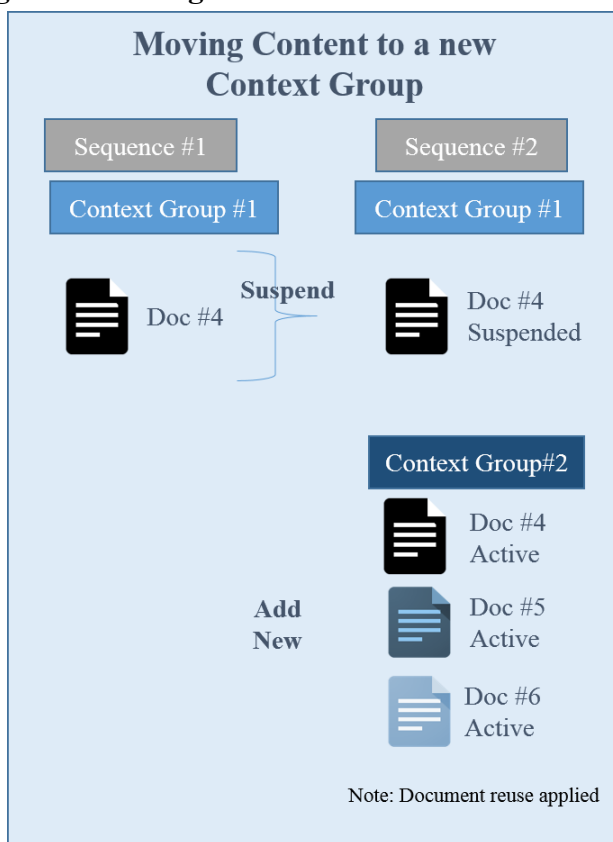 Moving Content to a new
Context Group
Sequence #1
Sequence #2
Context Group #1
Context Group #1
Suspend
Doc #4
Doc #4
Suspended
Context Group#2
Doc #4
Active
Add
New
Doc #5
Active
Doc #6
Active
Note: Document reuse applied